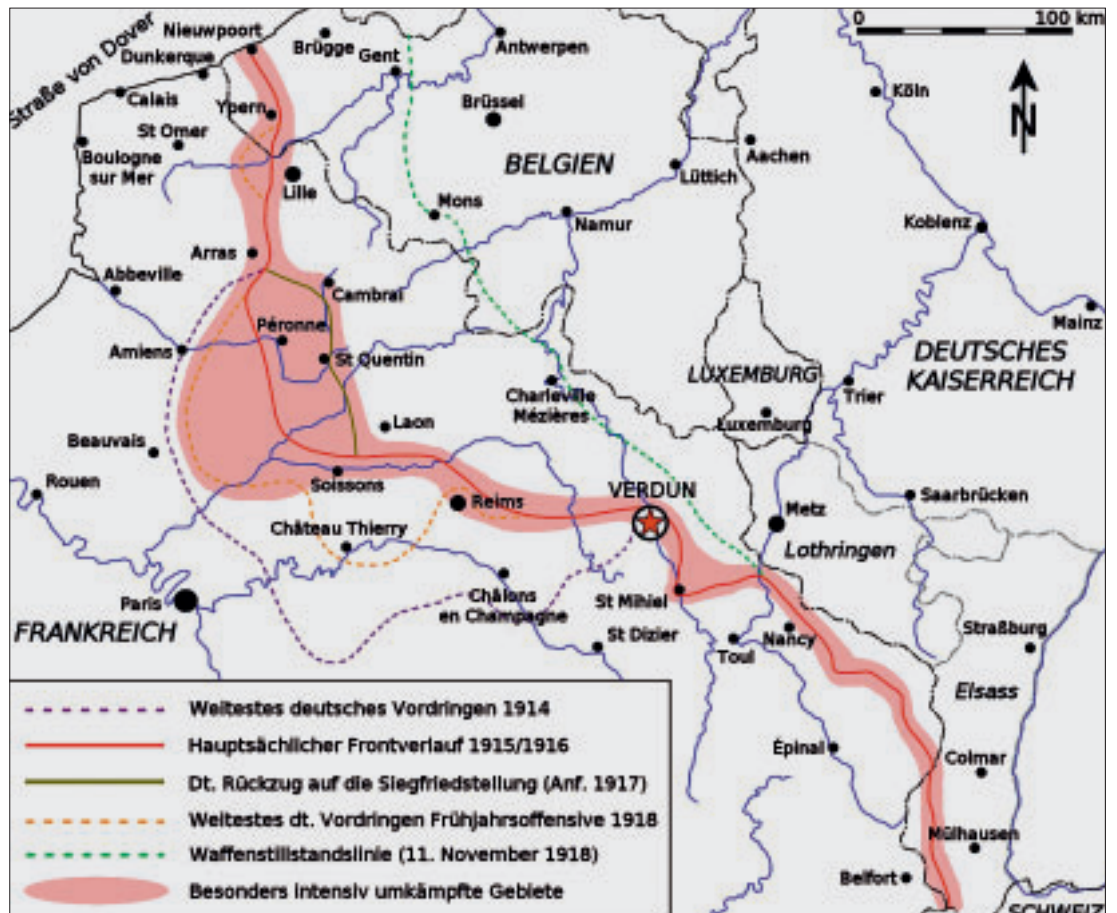 Nieuwpoort
Brügge
Antwerpen
0 100 km
Dunkerque
Gent
Straße von Dover
Calais
Ypern
Brüssel
Köln
N
St Omer
Boulogne
sur Mer
BELGIEN
Aachen
Lille
Lüttich
Mons
Namur
Koblenz
Arras
Abbeville
Cambrai
Mainz
Péronne
Amiens
St Quentin
DEUTSCHES
KAISERREICH
LUXEMBURG
Charleville
Mézières
Trier
Laon
Luxemburg
Beauvais
Rouen
Soissons
VERDUN
Reims
Saarbrücken
Metz
Château Thierry
Lothringen
Paris
Châlons
en Champagne
St Mihiel
FRANKREICH
St Dizier
Nancy
Toul
Straßburg
Elsass
Épinal
Colmar
Mülhausen
Belfort
SCHWEIZ
Weitestes deutsches Vordringen 1914
Hauptsächlicher Frontverlauf 1915/1916
Dt. Rückzug auf die Siegfriedstellung (Anf. 1917)
Weitestes dt. Vordringen Frühjahrsoffensive 1918
Waffenstillstandslinie (11. November 1918)
Besonders intensiv umkämpfte Gebiete